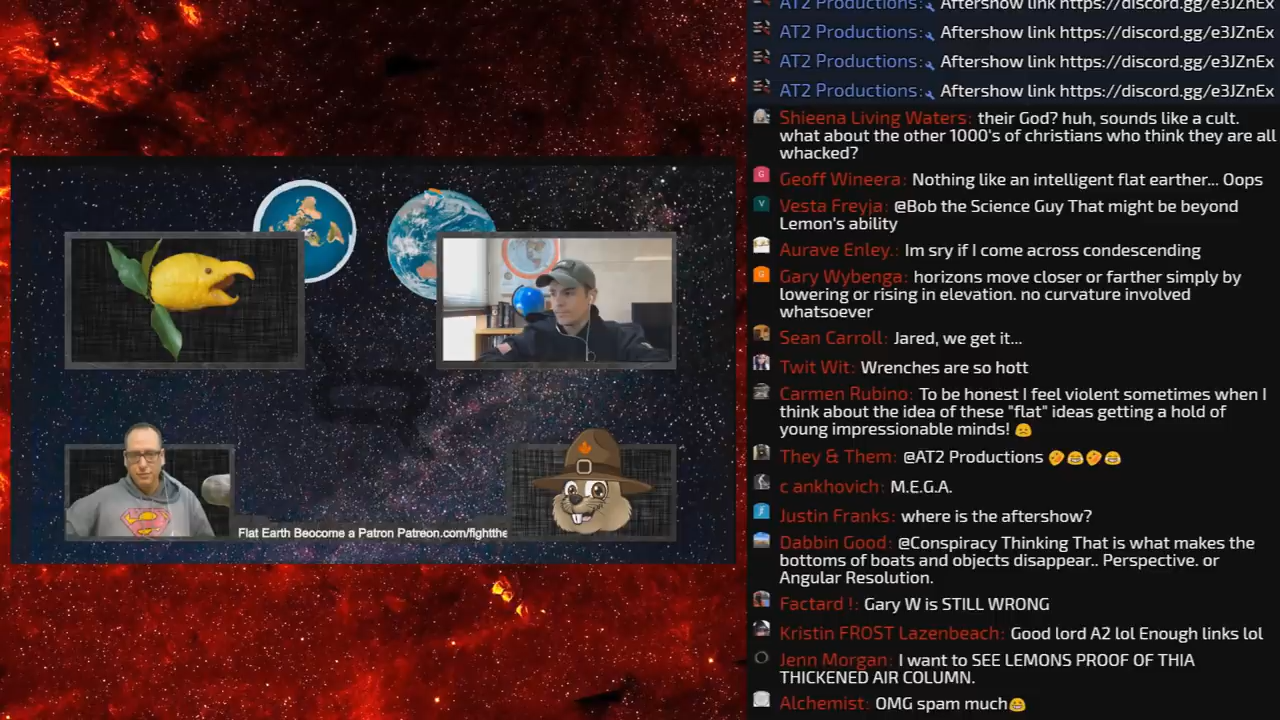 AT2 Productions: Aftershow link https://discord.gg/e3JZnEx
AT2 Productions: Aftershow link https://discord.gg/e3JZnEx
AT2 Productions: Aftershow link https://discord.gg/e3JZnEx
AT2 Productions: Aftershow link https://discord.gg/e3JZnEx
Shieena Living Waters: their God? huh, sounds like a cult.
what about the other 1000's of christians who think they are all
whacked?
G
Geoff Wineera: Nothing like an intelligent flat earther... Oops
V
Vesta Freyja: @Bob the Science Guy That might be beyond
Lemon's ability
Aurave Enley.: Im sry if I come across condescending
G
Gary Wybenga: horizons move closer or farther simply by
lowering or rising in elevation. no curvature involved
whatsoever
Sean Carroll: Jared, we get it...
Twit Wit: Wrenches are so hott
Carmen Rubino: To be honest I feel violent sometimes when I
think about the idea of these "flat" ideas getting a hold of
young impressionable minds! 😞
They & Them: @AT2 Productions 🤣😂🤣😂
c ankhovich: M.E.G.A.
Justin Franks: where is the aftershow?
Dabbin Good: @Conspiracy Thinking That is what makes the
bottoms of boats and objects disappear.. Perspective. or
Angular Resolution.
Factard !: Gary W is STILL WRONG
Kristin FROST Lazenbeach: Good lord A2 lol Enough links lol
Jenn Morgan: I want to SEE LEMONS PROOF OF THIA
THICKENED AIR COLUMN.
Alchemist: OMG spam much😂
Flat Earth Beocome a Patron Patreon.com/fightthe